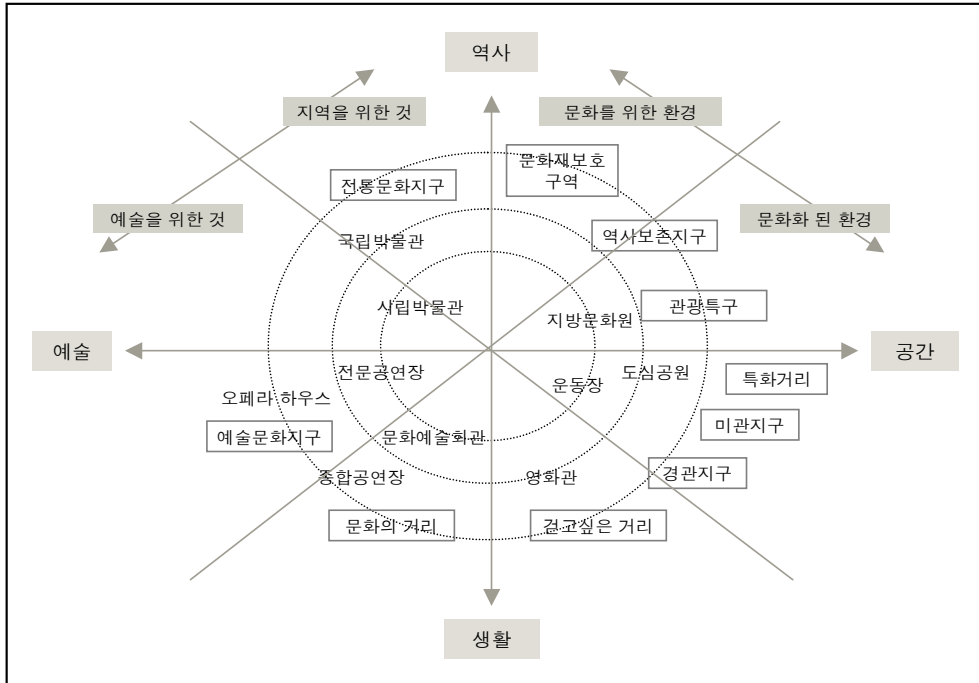 역사
지역을 위한 것
문화를 위한 환경
문화재보호
구역
전통문화지구
예술을 위한 것
문화화 된 환경
역사보존지구
국립박물관
시립박물관
관광특구
지방문화원
예술
공간
전문공연장
도심공원
특화거리
운동장
오페라 하우스
미관지구
예술문화지구
문화예술회관
종합공연장
영화관
경관지구
문화의 거리
걷고싶은 거리
생활